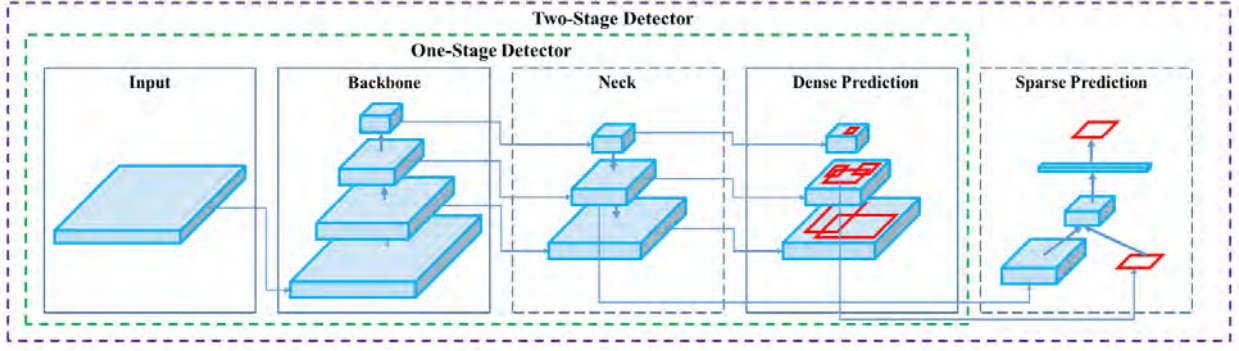 Two-Stage Detector
One-Stage Detector
Input
Backbone
Neck
Dense Prediction
Sparse Prediction